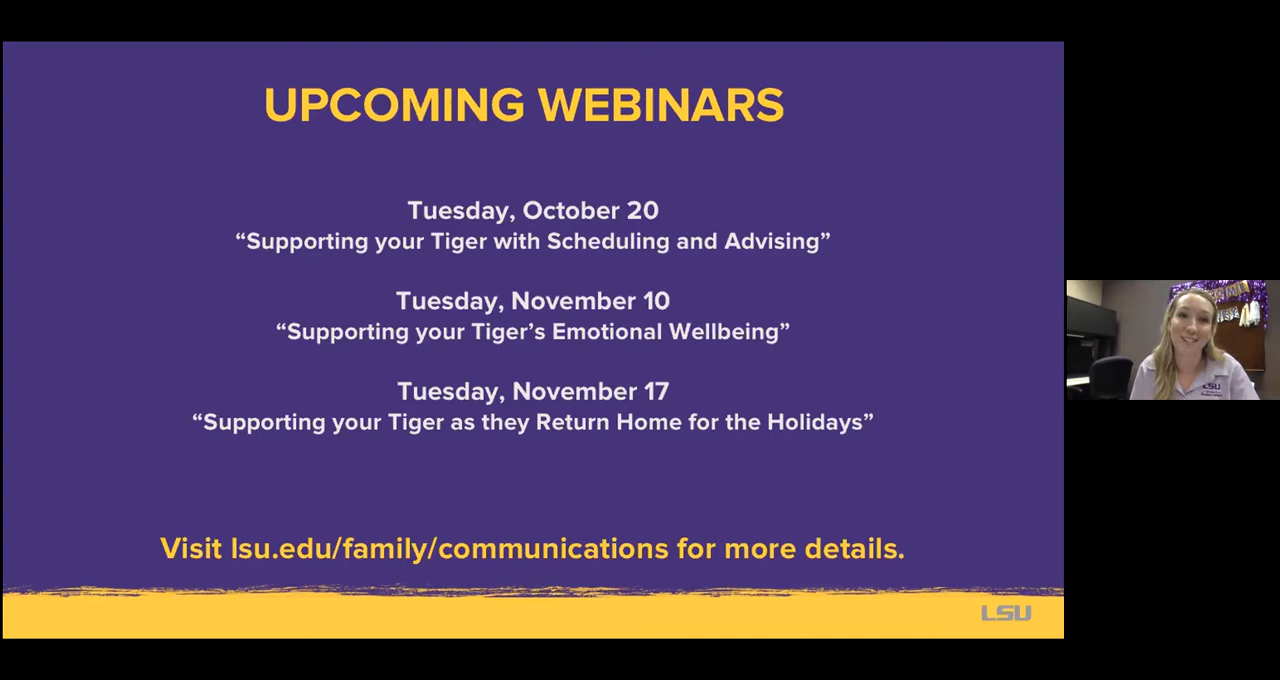 UPCOMING WEBINARS
Tuesday, October 20
“Supporting your Tiger with Scheduling and Advising”
Tuesday, November 10
“Supporting your Tiger’s Emotional Wellbeing”
Tuesday, November 17
“Supporting your Tiger as they Return Home for the Holidays”
Visit lsu.edu/family/communications for more details.
LSU
LSU